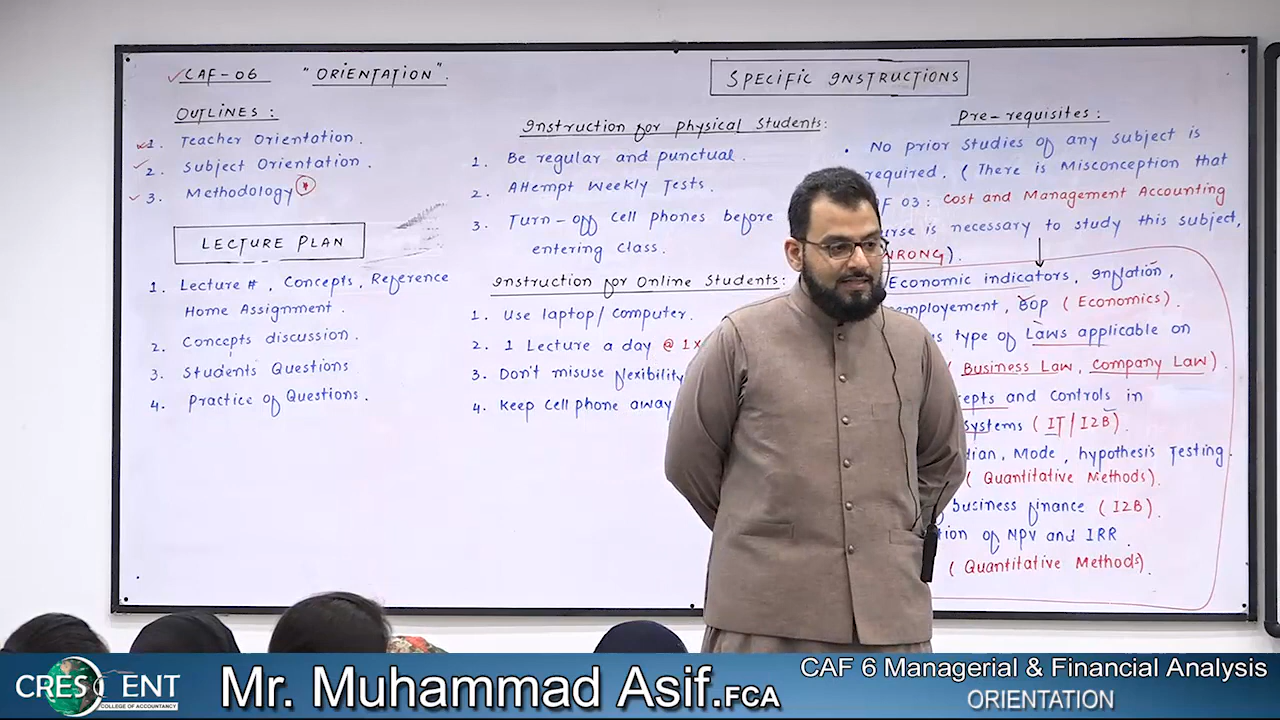 CAF-06 "ORIENTATION".
OUTLINES:
1. Teacher Orientation.
2. Subject Orientation.
3. Methodology
LECTURE PLAN
1. Lecture #, Concepts, Reference
Home Assignment.
2. Concepts discussion.
3. Students Questions
4. Practice of Questions.
SPECIFIC INSTRUCTIONS
Instruction for physical Students:
1. Be regular and punctual.
2. Attempt Weekly Tests.
3. Turn-off cell phones before
entering class.
Instruction for Online Students:
1. Use laptop/computer.
2. 1 Lecture a day @ 1x
3. Don't misuse flexibility
4. Keep cell phone away
Pre-requisites:
• No prior studies of any subject is
required. (There is Misconception that
F 03: Cost and Management Accounting
urse is necessary to study this subject,
WRONG).
Economic indicators, Inflation,
employement, BOP (Economics).
s type of Laws applicable on
(Business Law, Company Law).
epts and controls in
systems (IT/I2B).
dian, Mode, hypothesis Testing.
(Quantitative Methods).
business finance (I2B).
tion of NPV and IRR.
(Quantitative Methods).
CRESCENT
COLLEGE OF ACCOUNTANCY
Mr. Muhammad Asif.FCA
CAF 6 Managerial & Financial Analysis
ORIENTATION